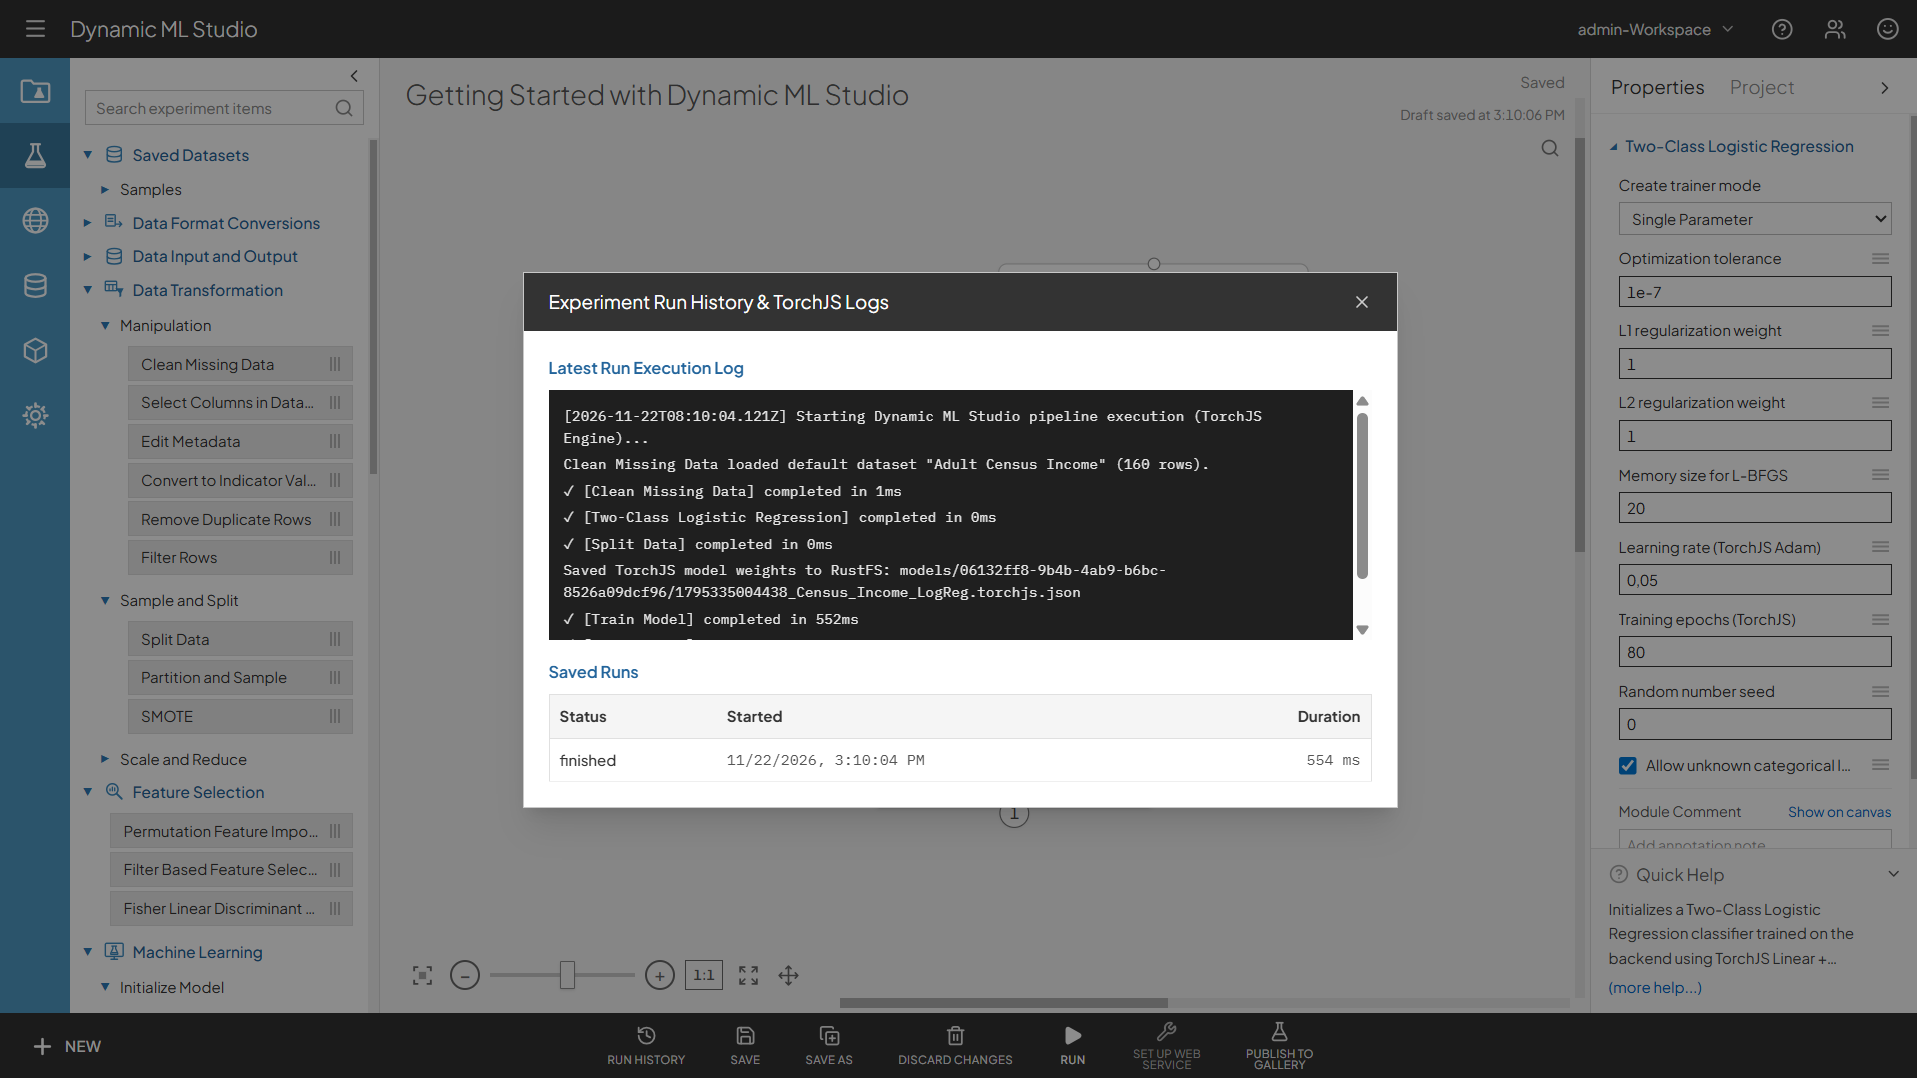 Dynamic ML Studio
admin-Workspace
Search experiment items
Saved Datasets
Samples
Data Format Conversions
Data Input and Output
Data Transformation
Manipulation
Clean Missing Data
Select Columns in Data...
Edit Metadata
Convert to Indicator Val...
Remove Duplicate Rows
Filter Rows
Sample and Split
Split Data
Partition and Sample
SMOTE
Scale and Reduce
Feature Selection
Permutation Feature Impo...
Filter Based Feature Selec...
Fisher Linear Discriminant ...
Machine Learning
Initialize Model
Getting Started with Dynamic ML Studio
Saved
Draft saved at 3:10:06 PM
Experiment Run History & TorchJS Logs
Latest Run Execution Log
[2026-11-22T08:10:04.121Z] Starting Dynamic ML Studio pipeline execution (TorchJS
Engine)...
Clean Missing Data loaded default dataset "Adult Census Income" (160 rows).
✓ [Clean Missing Data] completed in 1ms
✓ [Two-Class Logistic Regression] completed in 0ms
✓ [Split Data] completed in 0ms
Saved TorchJS model weights to RustFS: models/06132ff8-9b4b-4ab9-b6bc-
8526a09dcf96/1795335004438_Census_Income_LogReg.torchjs.json
✓ [Train Model] completed in 552ms
Saved Runs
Status Started Duration
finished 11/22/2026, 3:10:04 PM 554 ms
1
1:1
Properties Project
Two-Class Logistic Regression
Create trainer mode
Single Parameter
Optimization tolerance
1e-7
L1 regularization weight
1
L2 regularization weight
1
Memory size for L-BFGS
20
Learning rate (TorchJS Adam)
0,05
Training epochs (TorchJS)
80
Random number seed
0
Allow unknown categorical l...
Module Comment Show on canvas
Add annotation note
Quick Help
Initializes a Two-Class Logistic
Regression classifier trained on the
backend using TorchJS Linear +...
(more help...)
NEW
RUN HISTORY
SAVE
SAVE AS
DISCARD CHANGES
RUN
SET UP WEB
SERVICE
PUBLISH TO
GALLERY